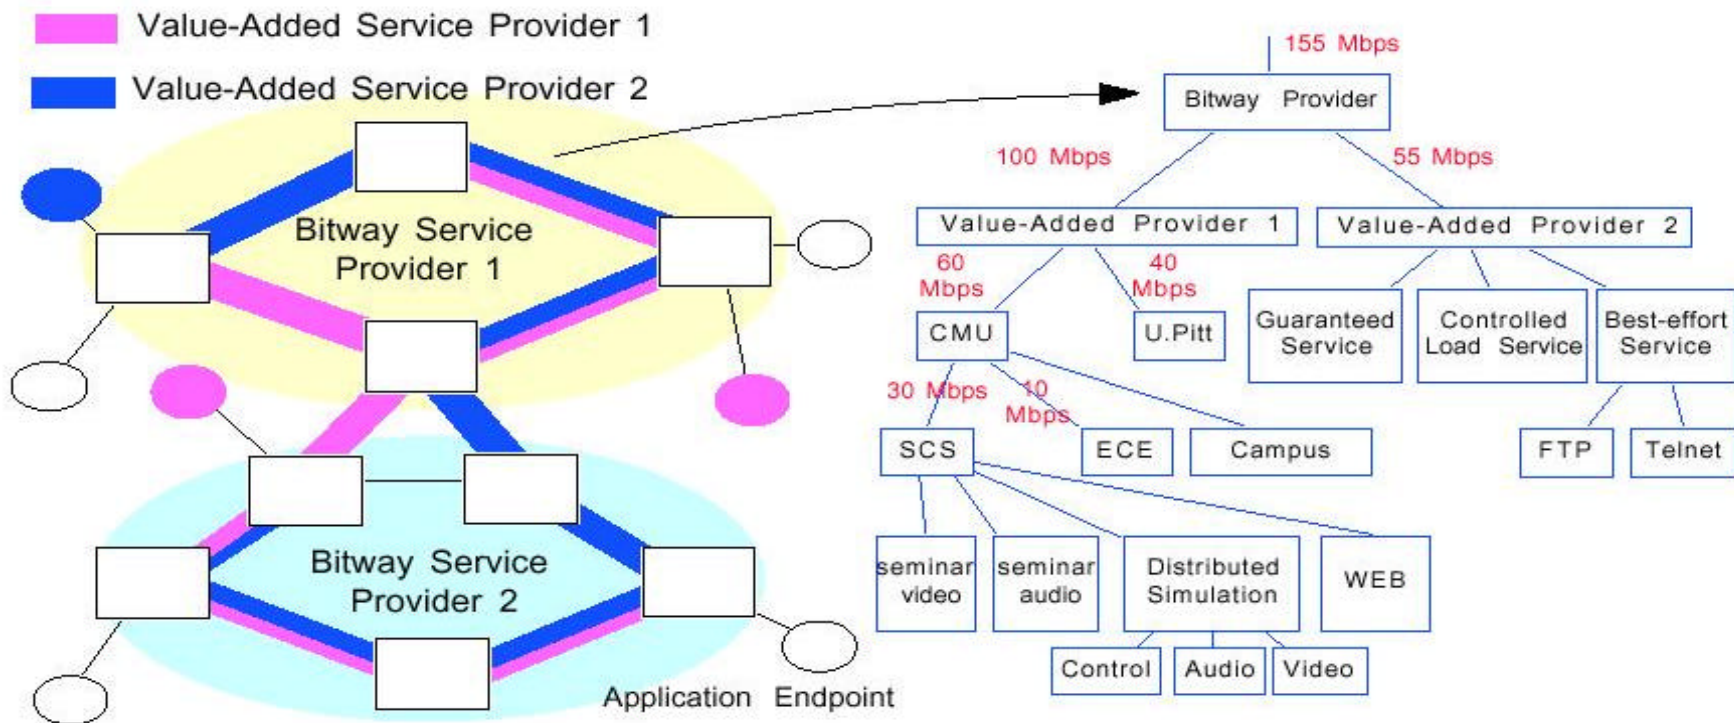 Value-Added Service Provider 1
Value-Added Service Provider 2
Bitway Service
Provider 1
Bitway Service
Provider 2
Application Endpoint
155 Mbps
Bitway Provider
100 Mbps
55 Mbps
Value-Added Provider 1
Value-Added Provider 2
60
Mbps
40
Mbps
CMU
U.Pitt
Guaranteed
Service
Controlled
Load Service
Best-effort
Service
30 Mbps
10
Mbps
SCS
ECE
Campus
FTP
Telnet
seminar
video
seminar
audio
Distributed
Simulation
WEB
Control
Audio
Video